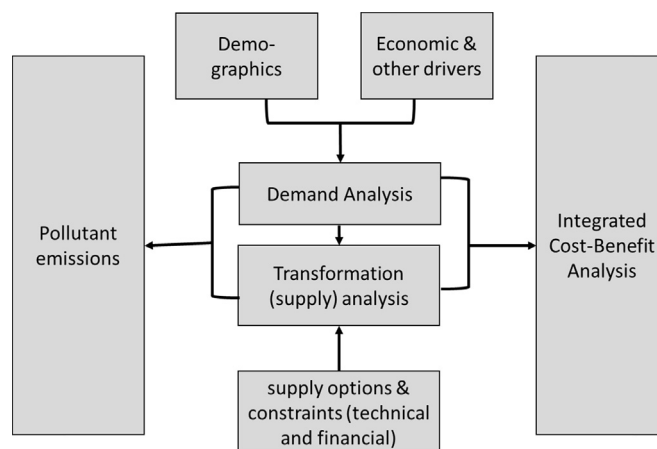 Demo-
graphics
Economic &
other drivers
Demand Analysis
Pollutant
emissions
Transformation
(supply) analysis
Integrated
Cost-Benefit
Analysis
supply options &
constraints (technical
and financial)